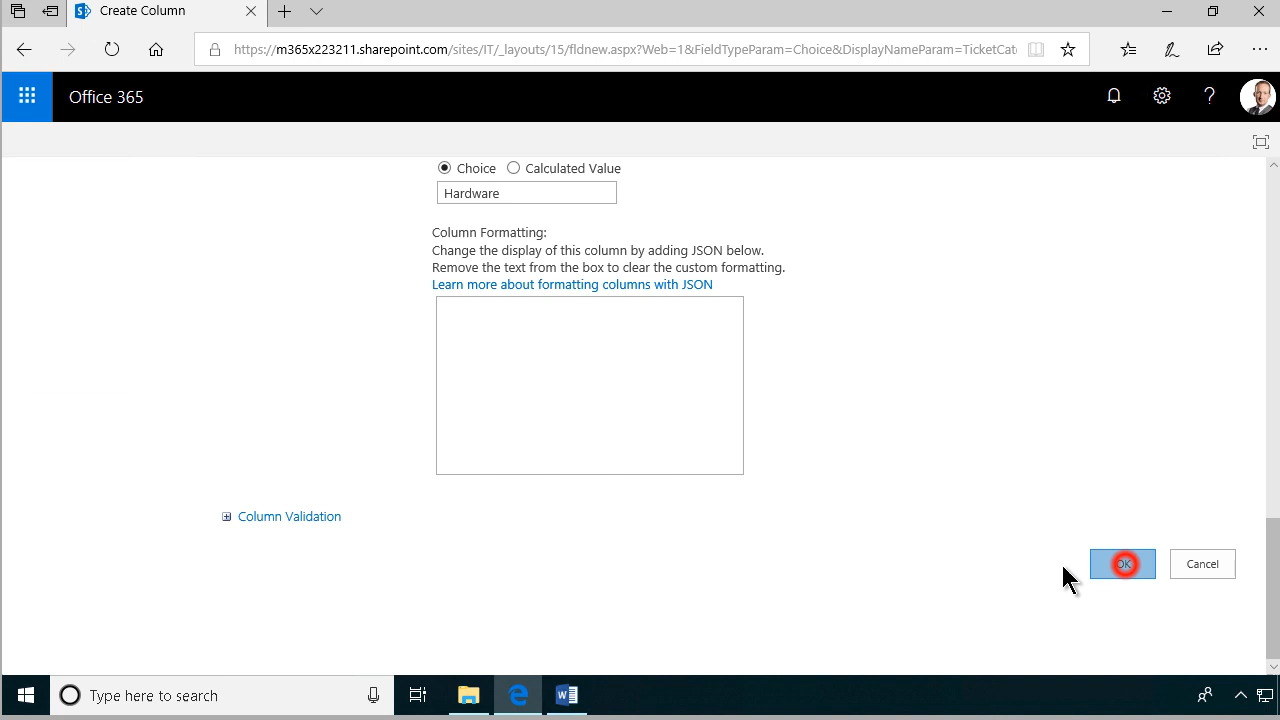 Create Column
https://m365x223211.sharepoint.com/sites/IT/_layouts/15/fldnew.aspx?Web=1&FieldTypeParam=Choice&DisplayNameParam=TicketCat
Office 365
Choice
Calculated Value
Hardware
Column Formatting:
Change the display of this column by adding JSON below.
Remove the text from the box to clear the custom formatting.
Learn more about formatting columns with JSON
Column Validation
OK
Cancel
Type here to search